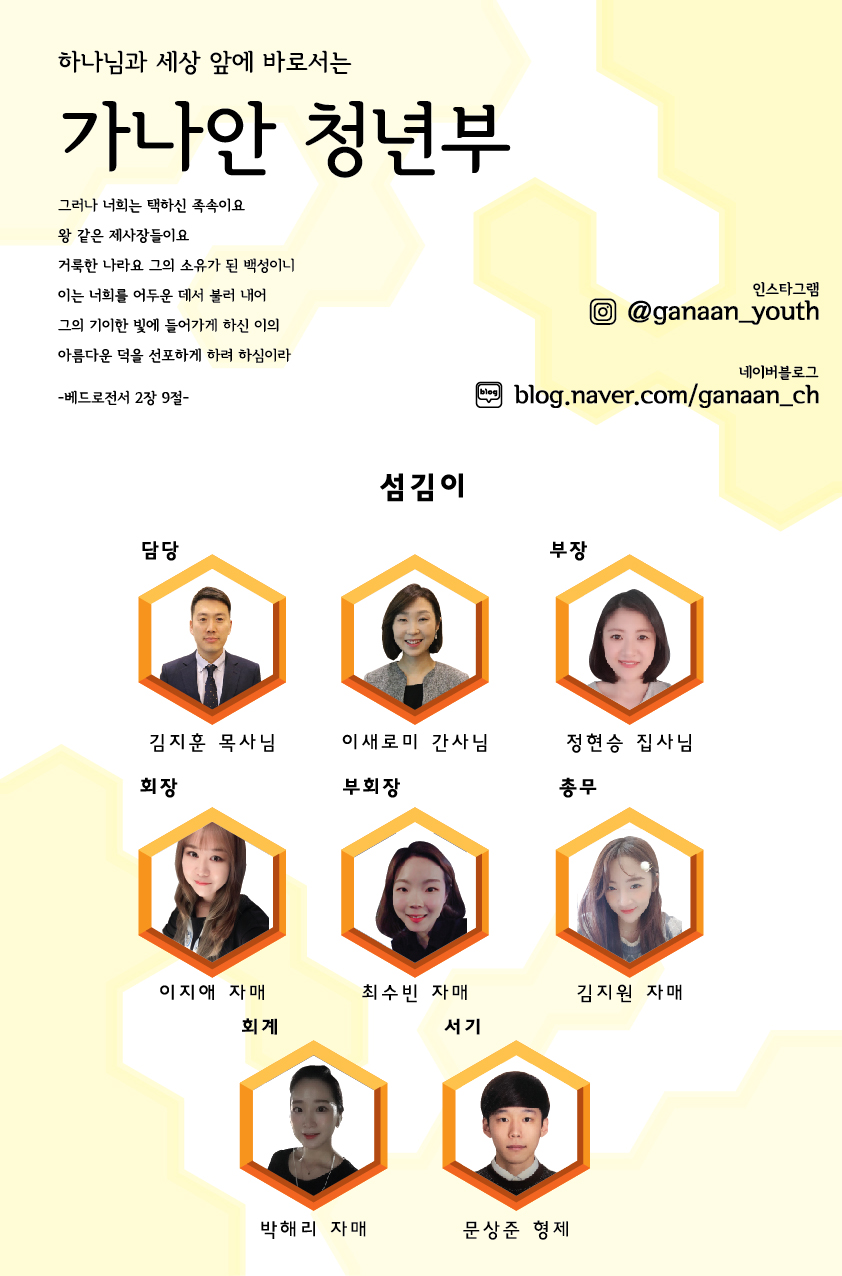 하나님과 세상 앞에 바로서는
가나안 청년부
그러나 너희는 택하신 족속이요
왕 같은 제사장들이요
거룩한 나라요 그의 소유가 된 백성이니
이는 너희를 어두운 데서 불러 내어
그의 기이한 빛에 들어가게 하신 이의
아름다운 덕을 선포하게 하려 하심이라
-베드로전서 2장 9절-
인스타그램
@ganaan_youth
네이버블로그
blog
blog.naver.com/ganaan_ch
섬김이
담당
부장
김지훈 목사님
이새로미 간사님
정현승 집사님
회장
부회장
총무
이지애 자매
최수빈 자매
김지원 자매
회계
서기
박해리 자매
문상준 형제